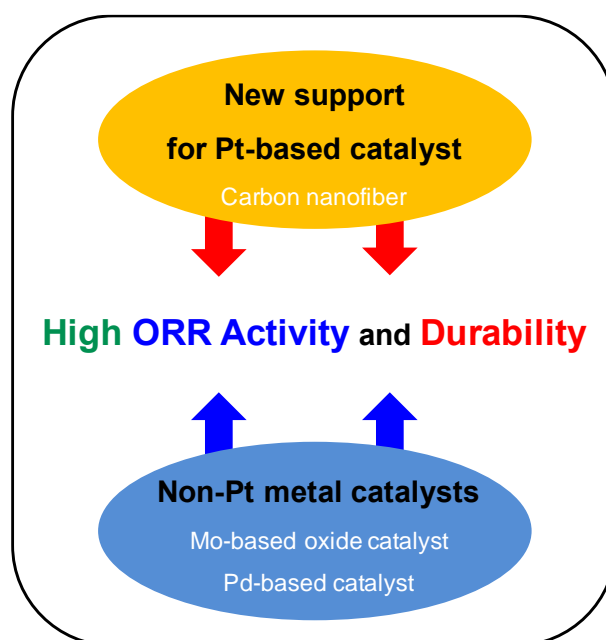 New support
for Pt-based catalyst
Carbon nanofiber
High ORR Activity and Durability
Non-Pt metal catalysts
Mo-based oxide catalyst
Pd-based catalyst